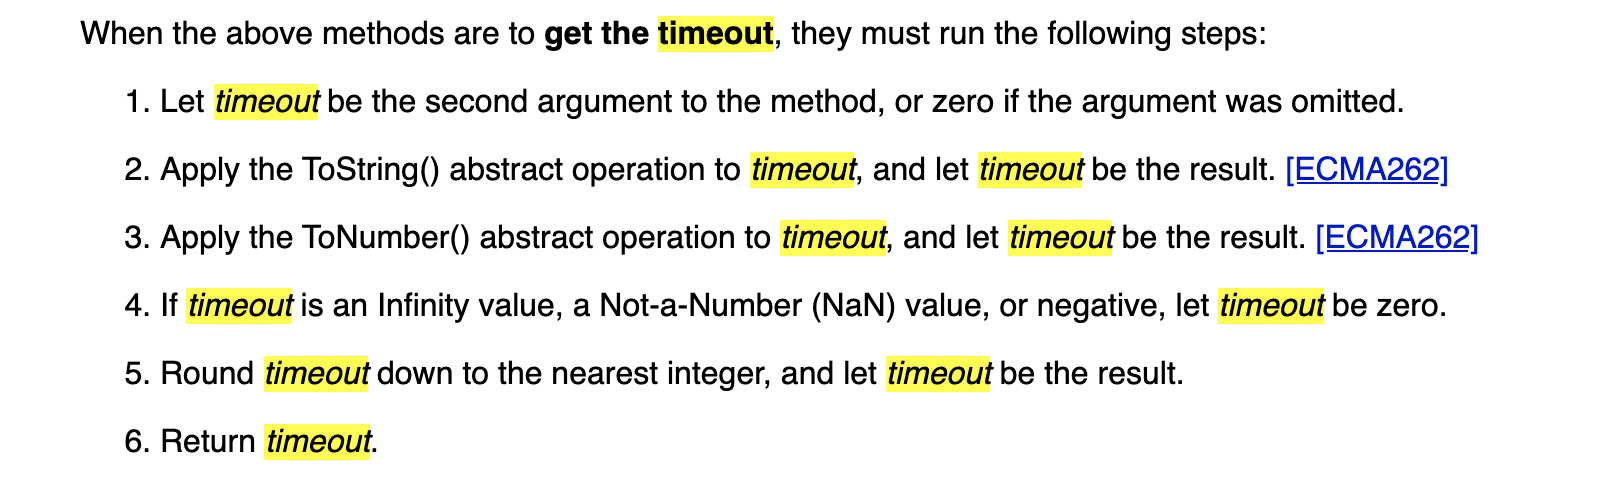 When the above methods are to get the timeout, they must run the following steps:
1. Let timeout be the second argument to the method, or zero if the argument was omitted.
2. Apply the ToString() abstract operation to timeout, and let timeout be the result. [ECMA262]
3. Apply the ToNumber() abstract operation to timeout, and let timeout be the result. [ECMA262]
4. If timeout is an Infinity value, a Not-a-Number (NaN) value, or negative, let timeout be zero.
5. Round timeout down to the nearest integer, and let timeout be the result.
6. Return timeout.